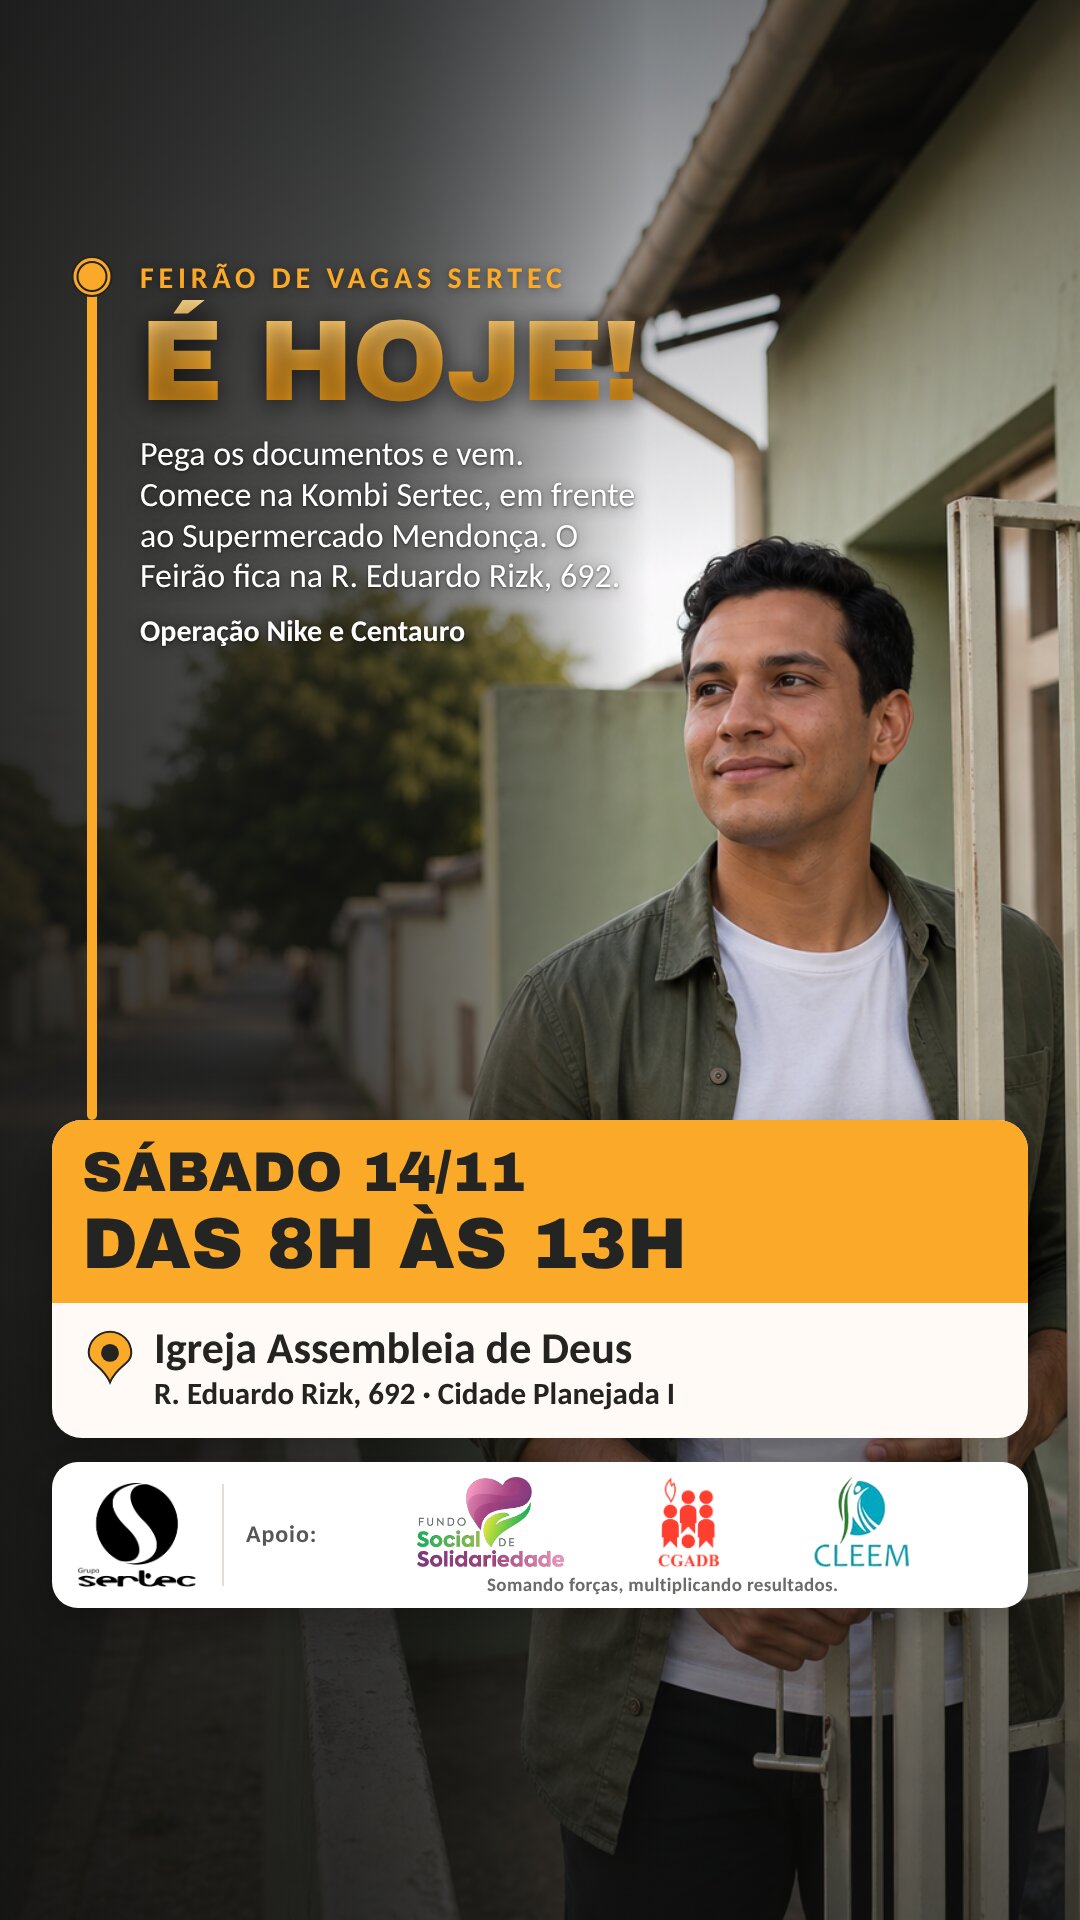 FEIRÃO DE VAGAS SERTEC
É HOJE!
Pega os documentos e vem.
Comece na Kombi Sertec, em frente
ao Supermercado Mendonça. O
Feirão fica na R. Eduardo Rizk, 692.
Operação Nike e Centauro
SÁBADO 14/11
DAS 8H ÀS 13H
Igreja Assembleia de Deus
R. Eduardo Rizk, 692 · Cidade Planejada I
Grupo
sertec
Apoio:
FUNDO
Social DE
Solidariedade
CGADB
CLEEM
Somando forças, multiplicando resultados.